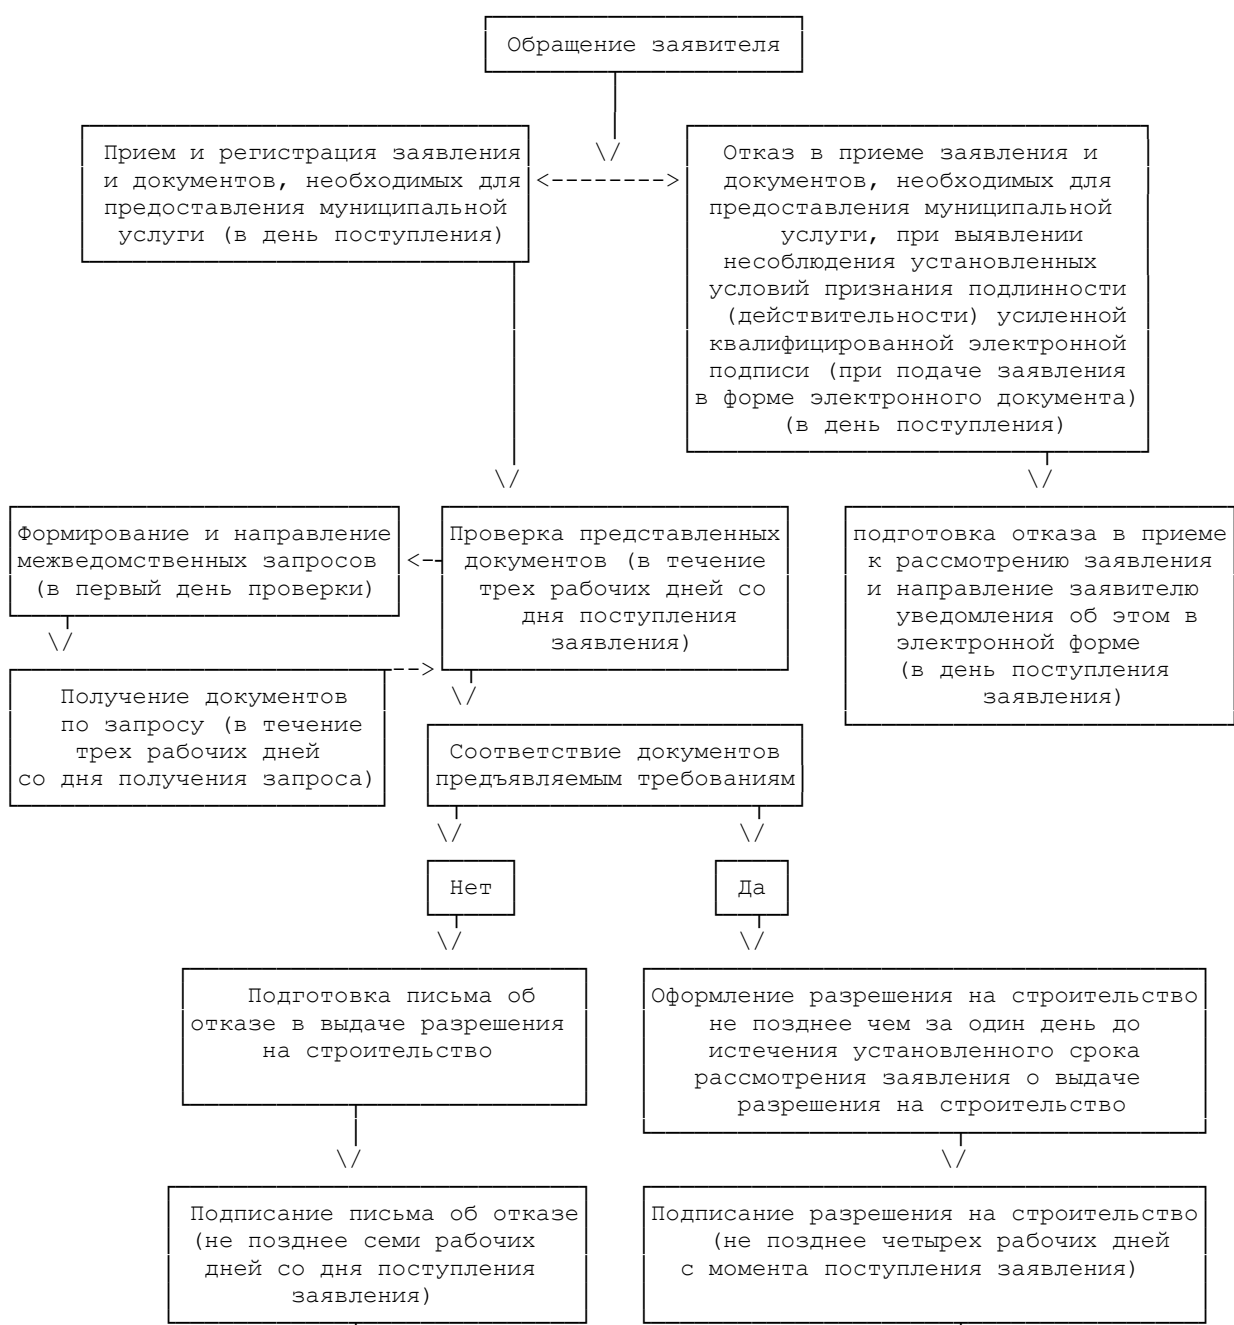 Обращение заявителя
Прием и регистрация заявления
и документов, необходимых для
предоставления муниципальной
услуги (в день поступления)
Отказ в приеме заявления и
документов, необходимых для
предоставления муниципальной
услуги, при выявлении
несоблюдения установленных
условий признания подлинности
(действительности) усиленной
квалифицированной электронной
подписи (при подаче заявления
в форме электронного документа)
(в день поступления)
Формирование и направление
межведомственных запросов
(в первый день проверки)
Проверка представленных
документов (в течение
трех рабочих дней со
дня поступления
заявления)
подготовка отказа в приеме
к рассмотрению заявления
и направление заявителю
уведомления об этом в
электронной форме
(в день поступления
заявления)
Получение документов
по запросу (в течение
трех рабочих дней
со дня получения запроса)
Соответствие документов
предъявляемым требованиям
Нет
Да
Подготовка письма об
отказе в выдаче разрешения
на строительство
Оформление разрешения на строительство
не позднее чем за один день до
истечения установленного срока
рассмотрения заявления о выдаче
разрешения на строительство
Подписание письма об отказе
(не позднее семи рабочих
дней со дня поступления
заявления)
Подписание разрешения на строительство
(не позднее четырех рабочих дней
с момента поступления заявления)